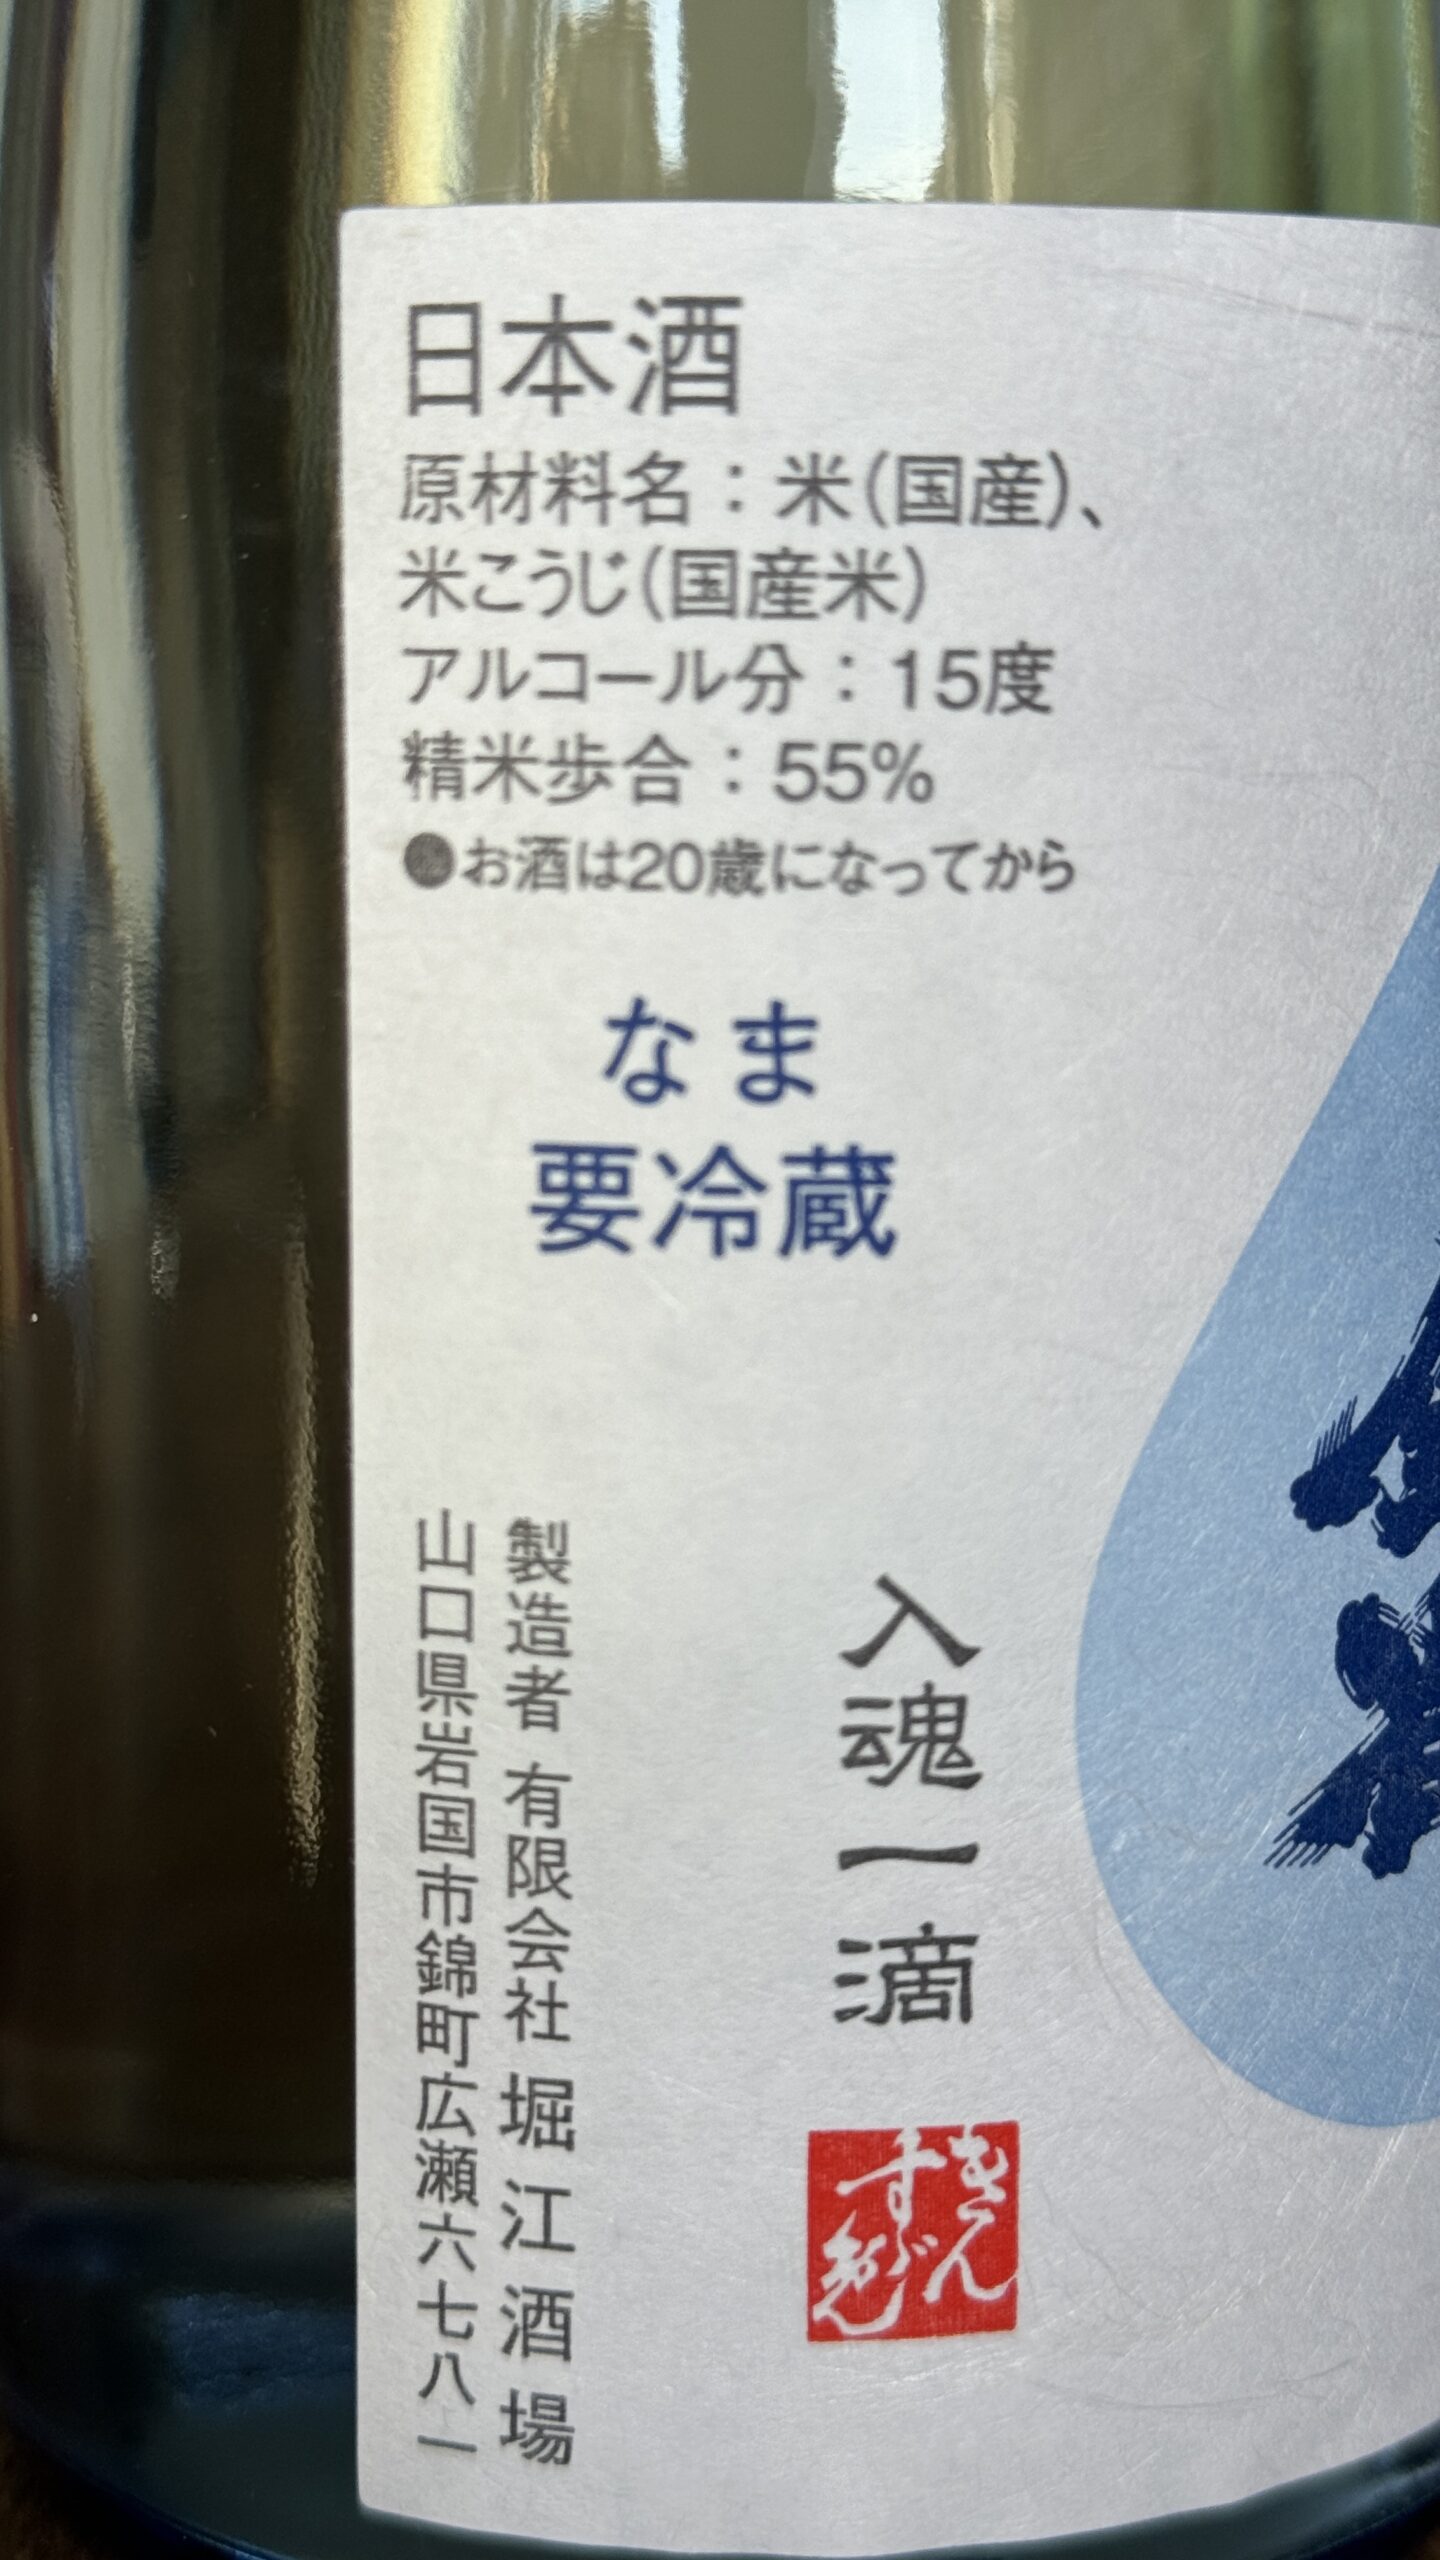 日本酒
原材料名：米(国産)、
米こうじ(国産米)
アルコール分：15度
精米歩合：55%
●お酒は20歳になってから
なま
要冷蔵
入魂一滴
製造者 有限会社 堀江酒場
山口県岩国市錦町広瀬六七八一